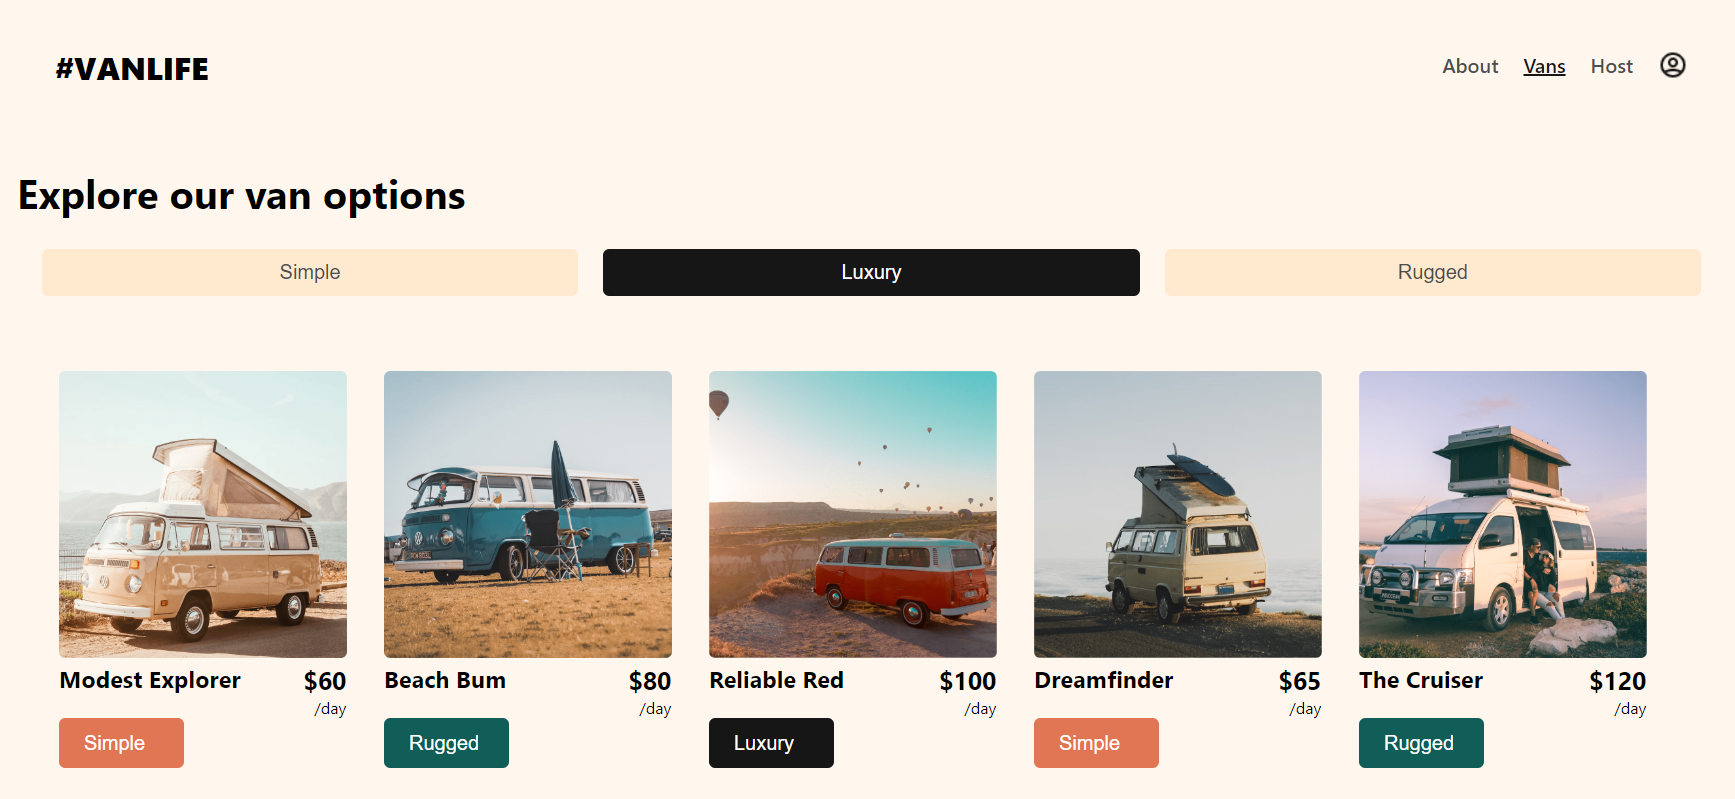 #VANLIFE
About Vans Host
Explore our van options
Simple Luxury Rugged
Modest Explorer $60 Beach Bum $80 Reliable Red $100 Dreamfinder $65 The Cruiser $120
/day /day /day /day /day
Simple Rugged Luxury Simple Rugged